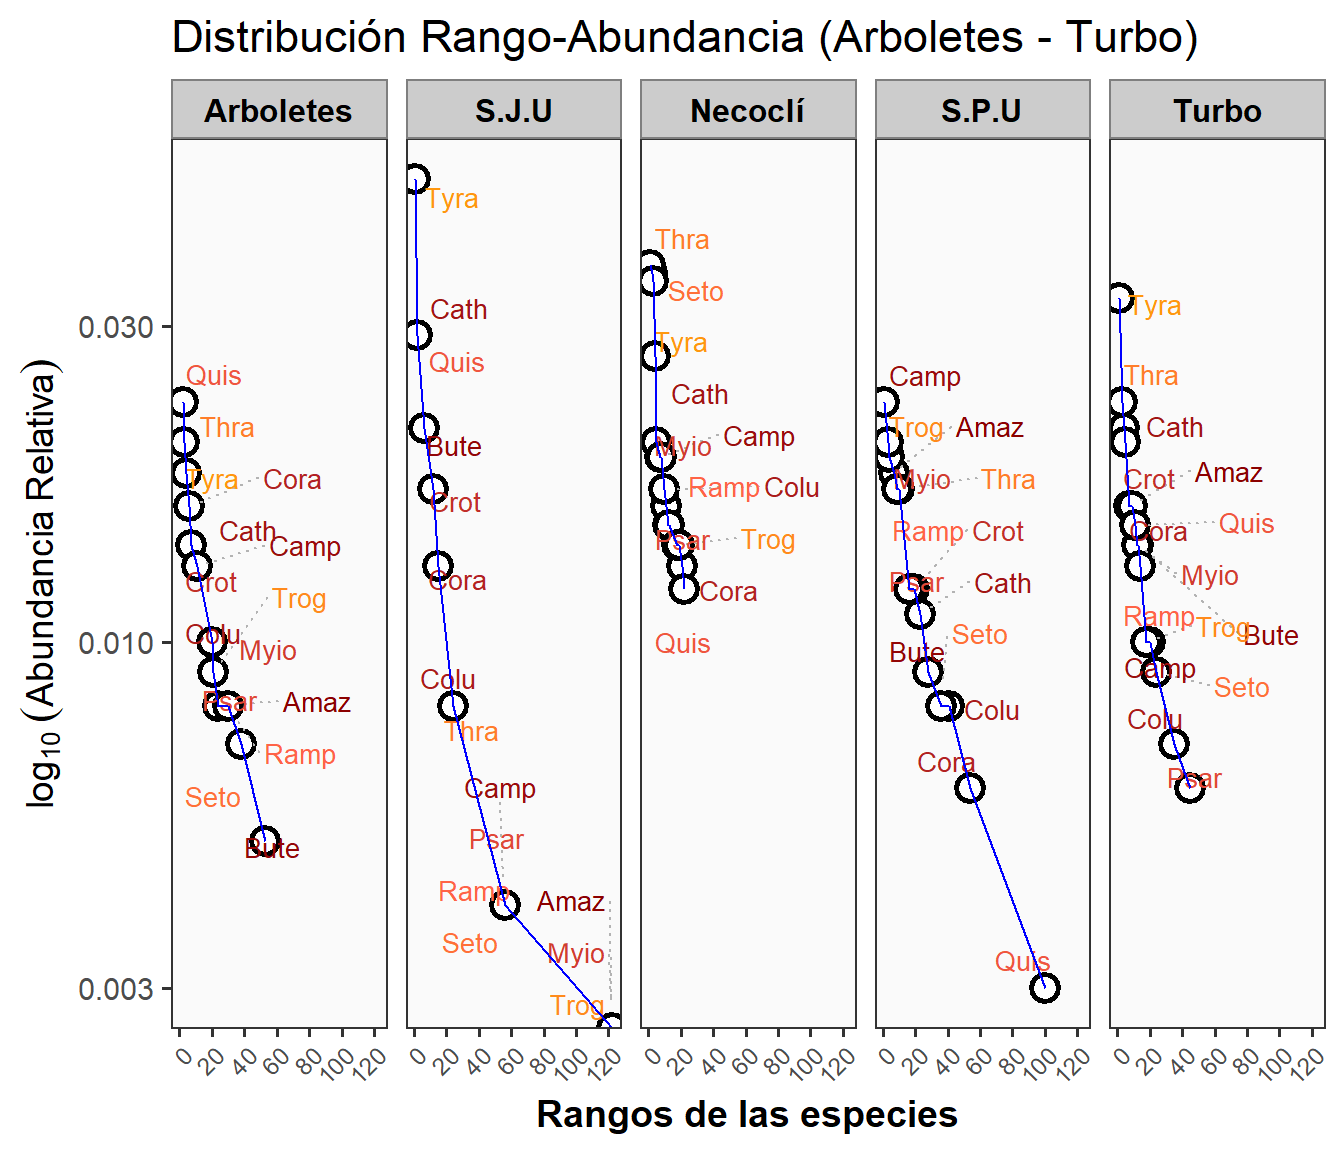 Distribución Rango-Abundancia (Arboletes - Turbo)
Arboletes
S.J.U
Necoclí
S.P.U
Turbo
log10 (Abundancia Relativa)
0.030
0.010
0.003
Quis
Thra
Tyra
Cora
Cath
Camp
Crot
Trog
Colu
Myio
Psar
Amaz
Ramp
Seto
Bute
Tyra
Cath
Quis
Bute
Crot
Cora
Colu
Thra
Camp
Psar
Ramp
Amaz
Seto
Myio
Trog
Thra
Seto
Tyra
Cath
Camp
Myio
Ramp
Colu
Psar
Trog
Cora
Quis
Camp
Trog
Amaz
Myio
Thra
Ramp
Crot
Psar
Cath
Seto
Bute
Colu
Cora
Quis
Tyra
Thra
Cath
Crot
Amaz
Quis
Cora
Myio
Ramp
Trog
Bute
Camp
Seto
Colu
Psar
0 20 40 60 80 100 120
0 20 40 60 80 100 120
0 20 40 60 80 100 120
0 20 40 60 80 100 120
0 20 40 60 80 100 120
Rangos de las especies